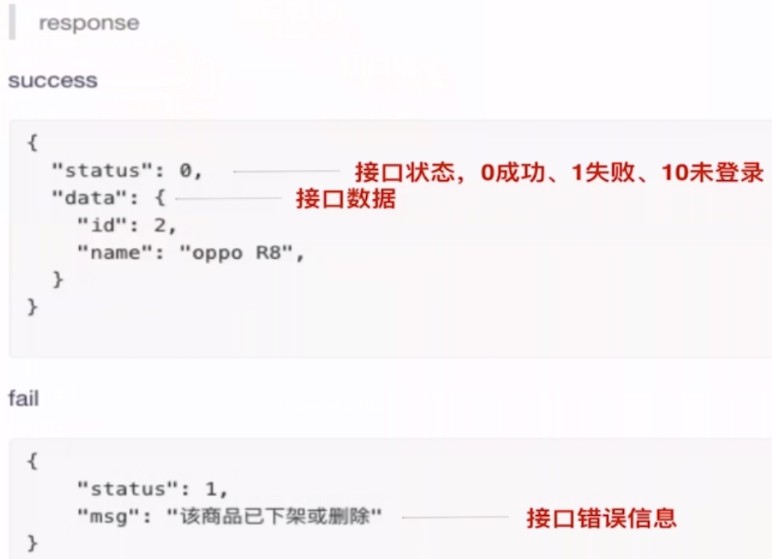 response
success
{
"status": 0, 接口状态，0成功、1失败、10未登录
"data": { 接口数据
"id": 2,
"name": "oppo R8",
}
}
fail
{
"status": 1,
"msg": "该商品已下架或删除" 接口错误信息
}